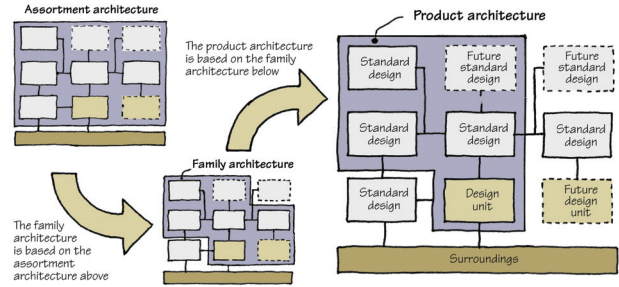 Assortment architecture
The product architecture
is based on the family
architecture below
Family architecture
The family
architecture
is based on the
assortment
architecture above
Product architecture
Standard
design
Future
standard
design
Future
standard
design
Standard
design
Standard
design
Standard
design
Standard
design
Design
unit
Future
design
unit
Surroundings